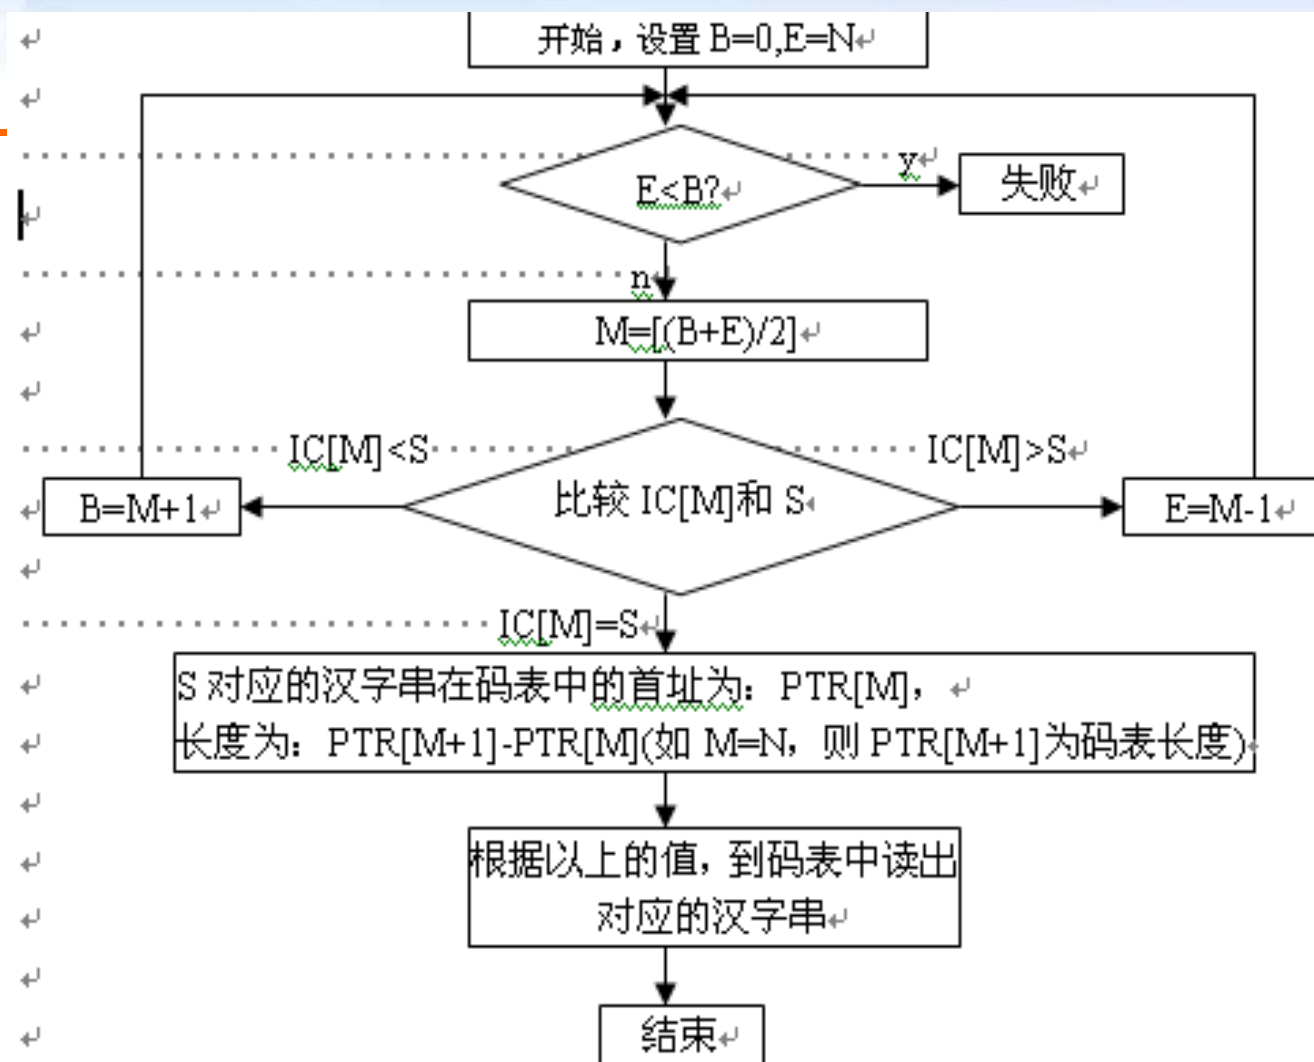 开始，设置 B=0,E=N
E<B?
y
失败
n
M=[(B+E)/2]
IC[M]<S
IC[M]>S
B=M+1
比较 IC[M]和 S
E=M-1
IC[M]=S
S 对应的汉字串在码表中的首址为：PTR[M]，
长度为：PTR[M+1]-PTR[M](如 M=N，则 PTR[M+1]为码表长度)
根据以上的值，到码表中读出
对应的汉字串
结束